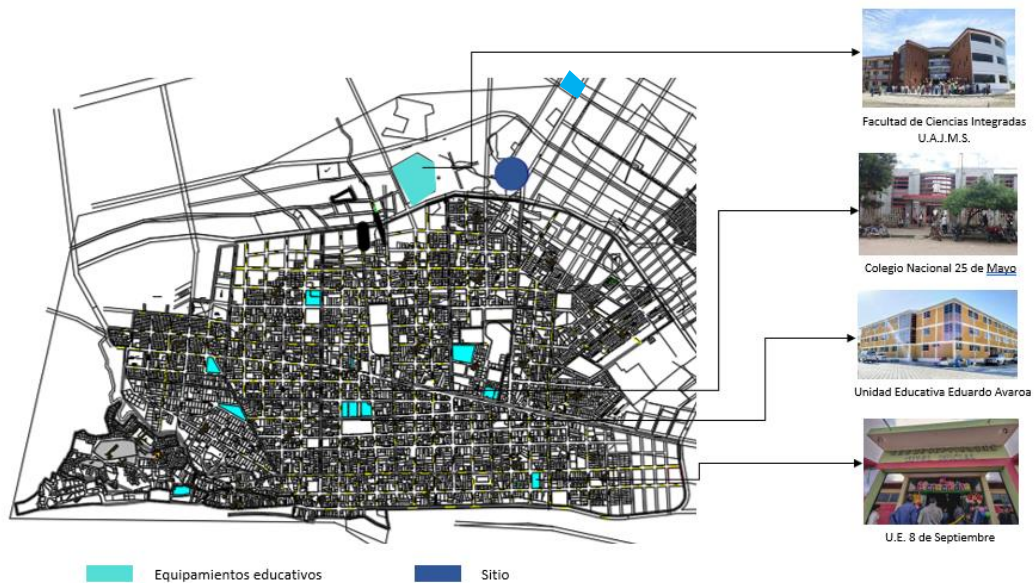 Facultad de Ciencias Integradas
U.A.J.M.S.
Colegio Nacional 25 de Mayo
Unidad Educativa Eduardo Avaroa
U.E. 8 de Septiembre
Equipamientos educativos
Sitio